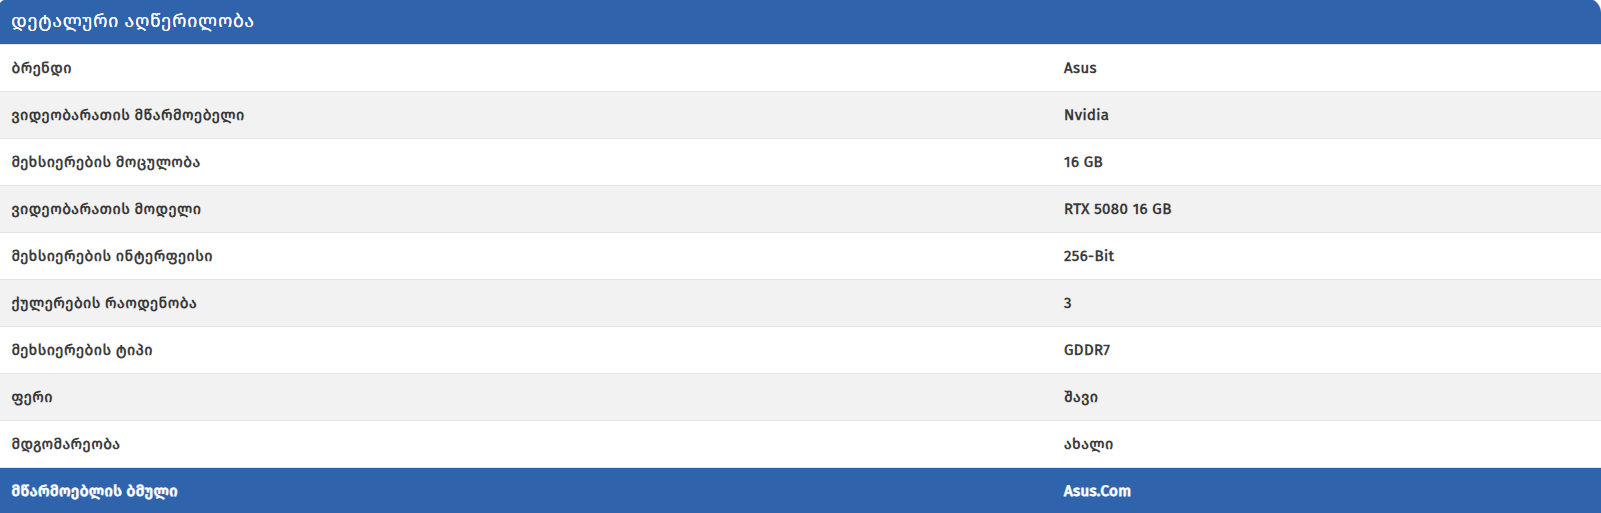 დეტალური აღწერილობა
ბრენდი Asus
ვიდეობარათის მწარმოებელი Nvidia
მეხსიერების მოცულობა 16 GB
ვიდეობარათის მოდელი RTX 5080 16 GB
მეხსიერების ინტერფეისი 256-Bit
ქულერების რაოდენობა 3
მეხსიერების ტიპი GDDR7
ფერი შავი
მდგომარეობა ახალი
მწარმოებლის ბმული Asus.Com